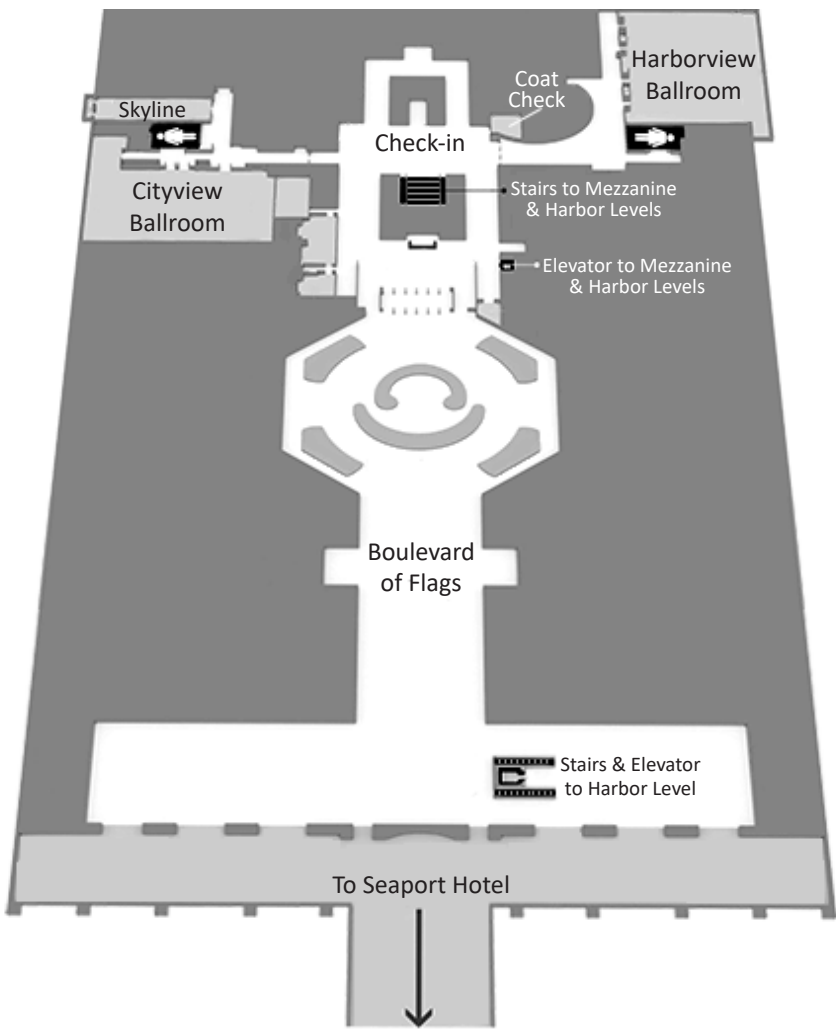 Harborview
Ballroom
Coat
Check
Skyline
Check-in
Cityview
Ballroom
Stairs to Mezzanine
& Harbor Levels
Elevator to Mezzanine
& Harbor Levels
Boulevard
of Flags
Stairs & Elevator
to Harbor Level
To Seaport Hotel